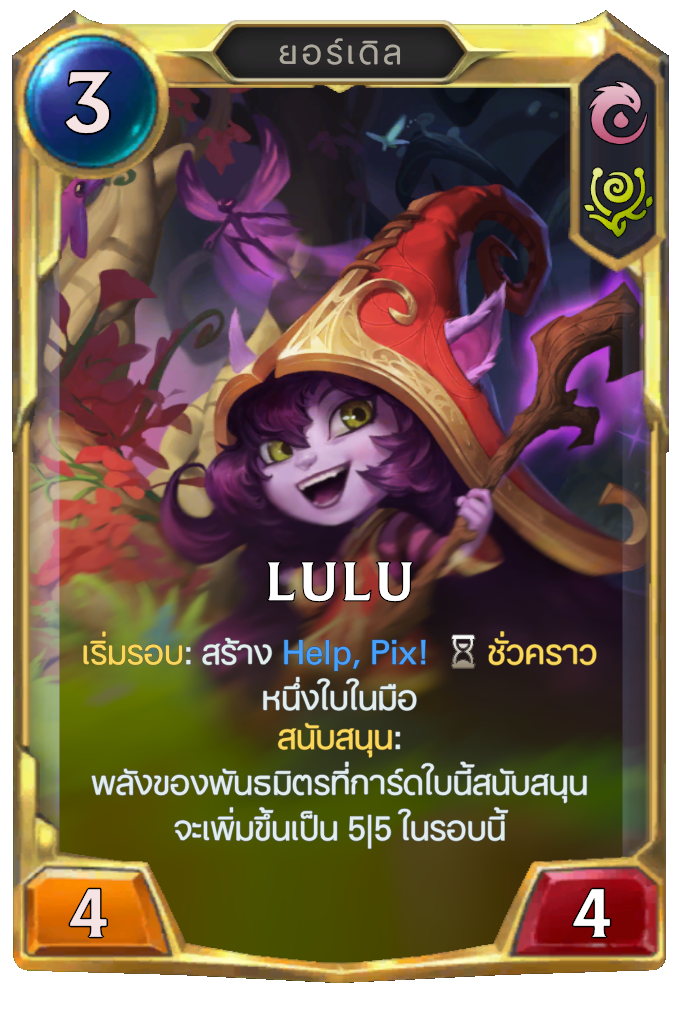 ยอร์เดิล
3
LULU
เริ่มรอบ: สร้าง Help, Pix! ชั่วคราว
หนึ่งใบในมือ
สนับสนุน:
พลังของพันธมิตรที่การ์ดใบนี้สนับสนุน
จะเพิ่มขึ้นเป็น 5|5 ในรอบนี้
4
4